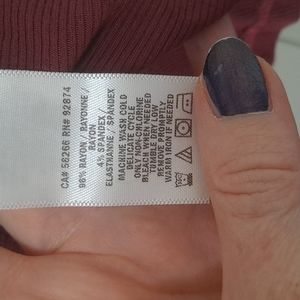 CA# 56266 RN# 92874
96% RAYON / RAYONNE /
RAYON
4% SPANDEX /
ELASTHANNE / SPANDEX
MACHINE WASH COLD
DELICATE CYCLE
ONLY NON-CHLORINE
BLEACH WHEN NEEDED
TUMBLE DRY LOW
REMOVE PROMPTLY
WARM IRON IF NEEDED